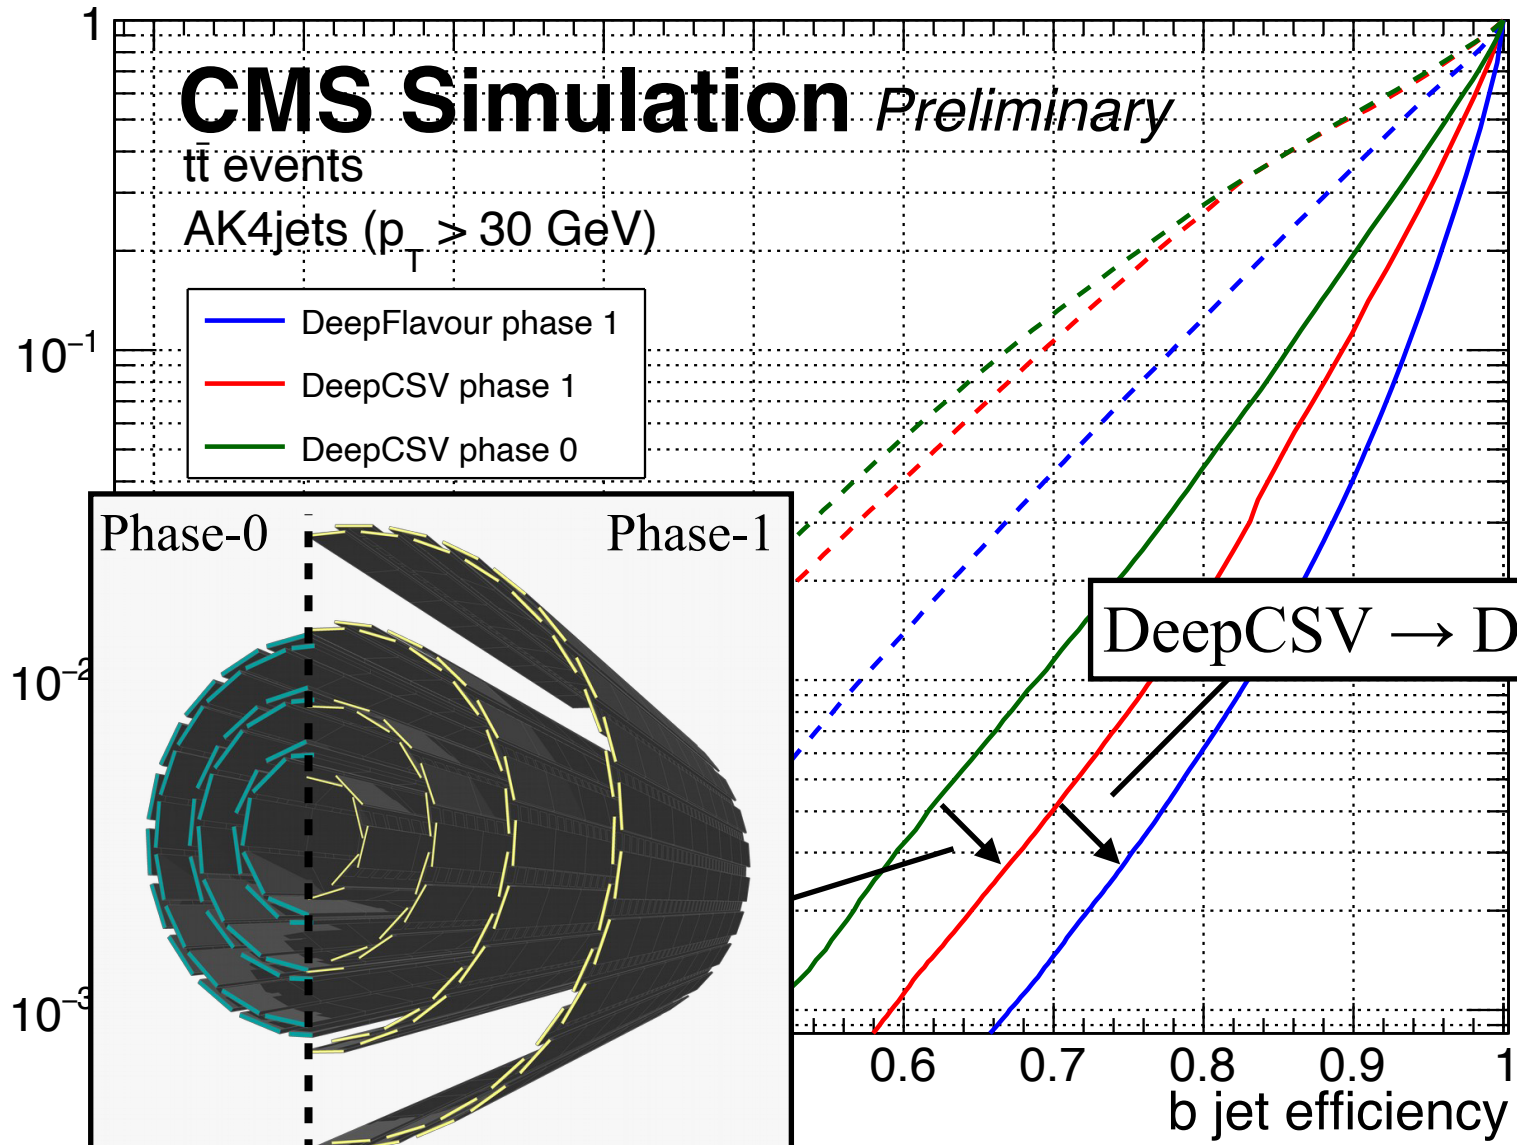 1
CMS Simulation Preliminary
tt̄ events
AK4jets (p_T > 30 GeV)
DeepFlavour phase 1
10⁻¹
DeepCSV phase 1
DeepCSV phase 0
Phase-0
Phase-1
DeepCSV → D
10⁻²
10⁻³
0.6 0.7 0.8 0.9 1
b jet efficiency